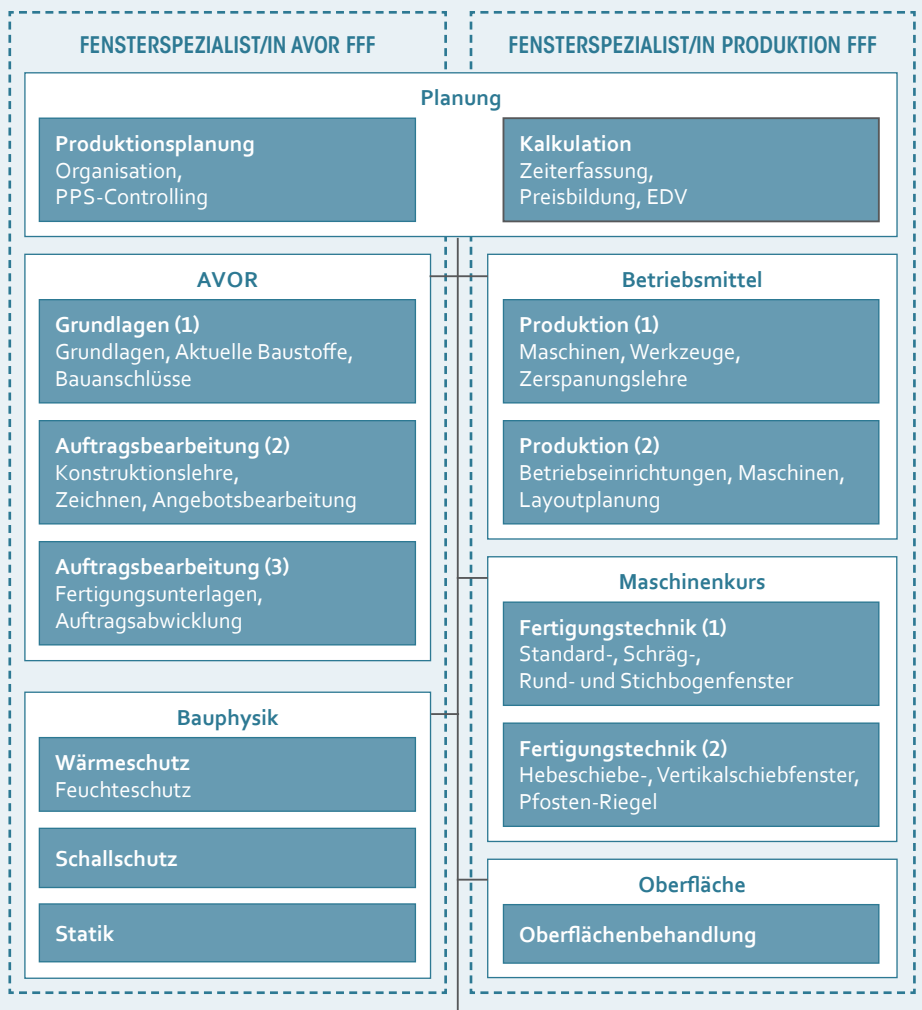 FENSTERSPEZIALIST/IN AVOR FFF
FENSTERSPEZIALIST/IN PRODUKTION FFF
Planung
Produktionsplanung
Organisation,
PPS-Controlling
Kalkulation
Zeiterfassung,
Preisbildung, EDV
AVOR
Grundlagen (1)
Grundlagen, Aktuelle Baustoffe,
Bauanschlüsse
Auftragsbearbeitung (2)
Konstruktionslehre,
Zeichnen, Angebotsbearbeitung
Auftragsbearbeitung (3)
Fertigungsunterlagen,
Auftragsabwicklung
Bauphysik
Wärmeschutz
Feuchteschutz
Schallschutz
Statik
Betriebsmittel
Produktion (1)
Maschinen, Werkzeuge,
Zerspanungslehre
Produktion (2)
Betriebseinrichtungen, Maschinen,
Layoutplanung
Maschinenkurs
Fertigungstechnik (1)
Standard-, Schräg-,
Rund- und Stichbogenfenster
Fertigungstechnik (2)
Hebeschiebe-, Vertikalschiebfenster,
Pfosten-Riegel
Oberfläche
Oberflächenbehandlung